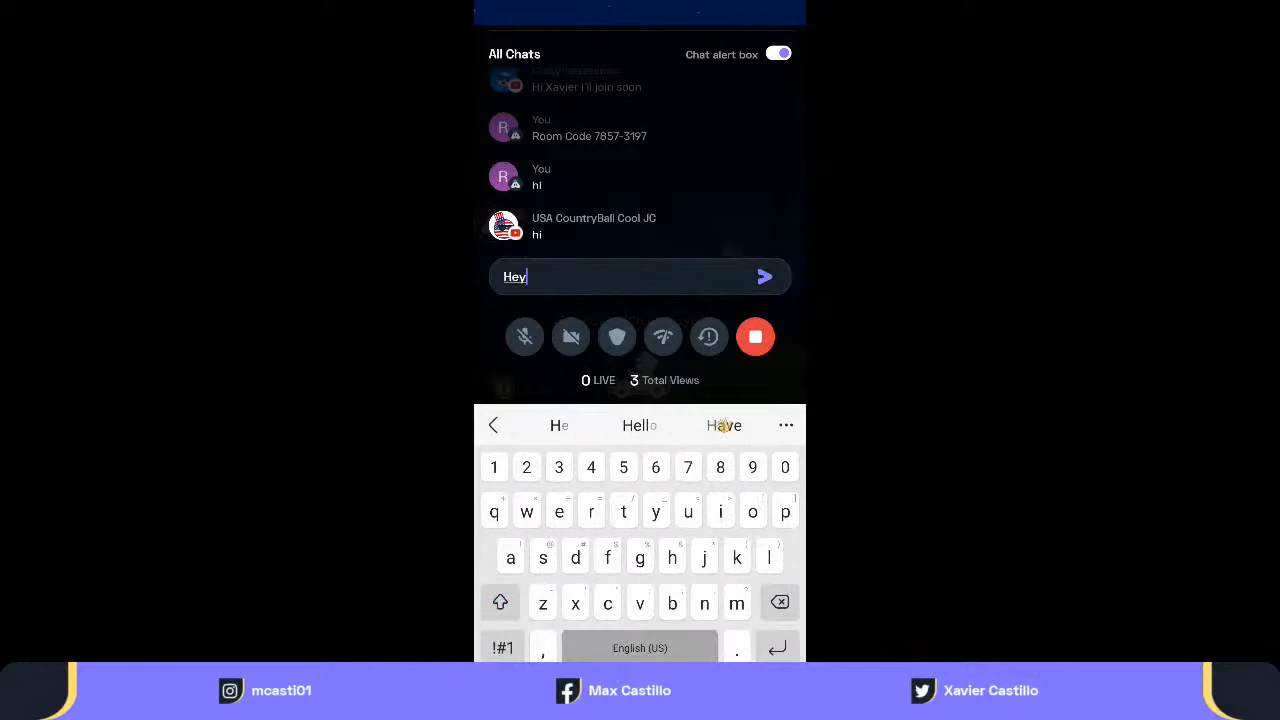 All Chats
Chat alert box
Hi Xavier i'll join soon
R
You
Room Code 7857-3197
R
You
hi
USA CountryBall Cool JC
hi
Hey
0 LIVE 3 Total Views
He Hello Have
1 2 3 4 5 6 7 8 9 0
q w e r t y u i o p
a s d f g h j k l
z x c v b n m
!#1 , English (US) .
mcasti01 Max Castillo Xavier Castillo